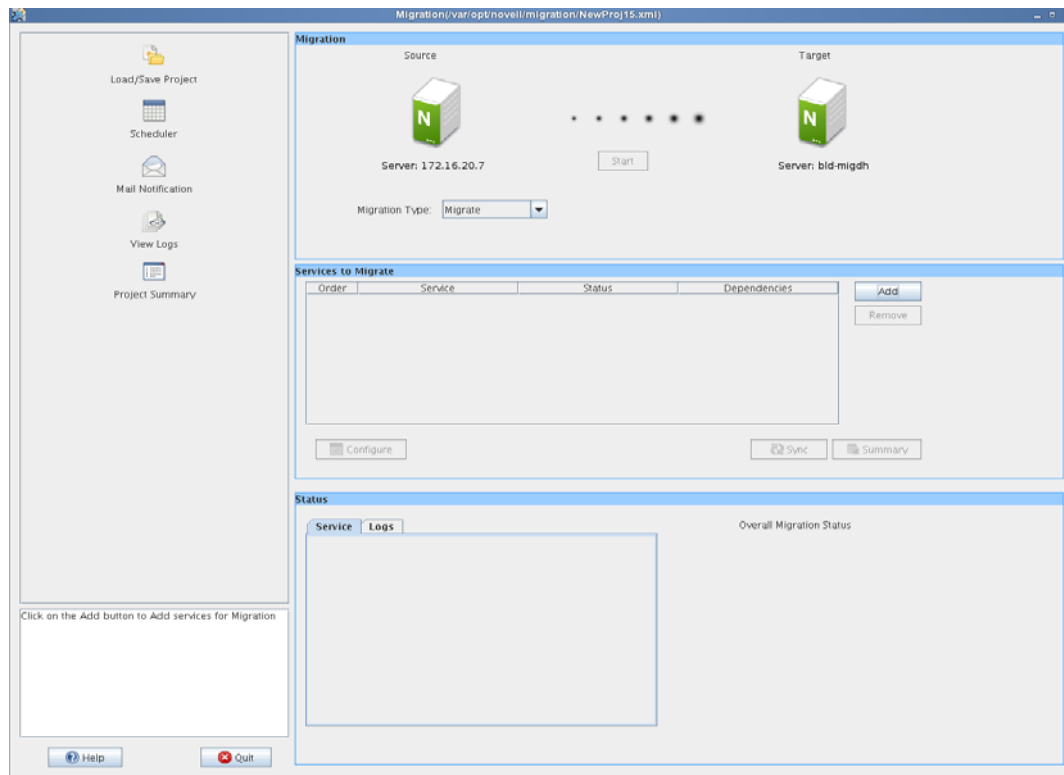 Migration(/var/opt/novell/migration/NewProj15.xml)
Load/Save Project
Scheduler
Mail Notification
View Logs
Project Summary
Click on the Add button to Add services for Migration
Help
Quit
Migration
Source
Target
N
N
Server: 172.16.20.7
Start
Server: bld-migdh
Migration Type:
Migrate
Services to Migrate
Order
Service
Status
Dependencies
Add
Remove
Configure
Sync
Summary
Status
Service
Logs
Overall Migration Status